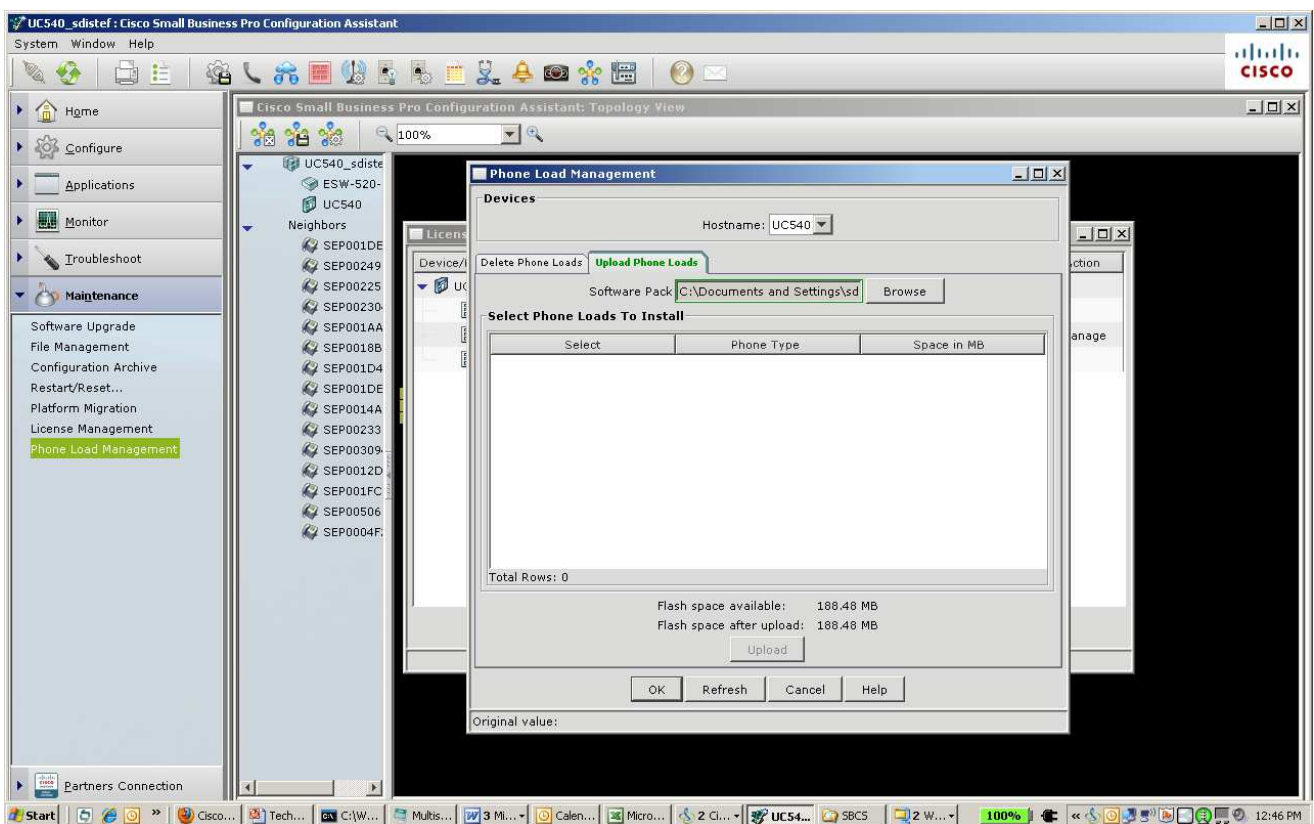 UC540_sdistef : Cisco Small Business Pro Configuration Assistant
System Window Help
CISCO
Home
Configure
Applications
Monitor
Troubleshoot
Maintenance
Software Upgrade
File Management
Configuration Archive
Restart/Reset...
Platform Migration
License Management
Phone Load Management
Partners Connection
Cisco Small Business Pro Configuration Assistant: Topology View
100%
UC540_sdiste
ESW-520-
UC540
Neighbors
SEP001DE
SEP00249
SEP00225
SEP00230
SEP001AA
SEP0018B
SEP001D4
SEP001DE
SEP0014A
SEP00233
SEP00309
SEP0012D
SEP001FC
SEP00506
SEP0004F
Licens
Device/
UC
ction
anage
Phone Load Management
Devices
Hostname: UC540
Delete Phone Loads Upload Phone Loads
Software Pack C:\Documents and Settings\sd Browse
Select Phone Loads To Install
Select Phone Type Space in MB
Total Rows: 0
Flash space available: 188.48 MB
Flash space after upload: 188.48 MB
Upload
OK Refresh Cancel Help
Original value:
Start » Cisco... Tech... C:\W... Multis... 3 Mi... Calen... Micro... 2 Ci... UC54... SBCS 2 W... 100% « 12:46 PM